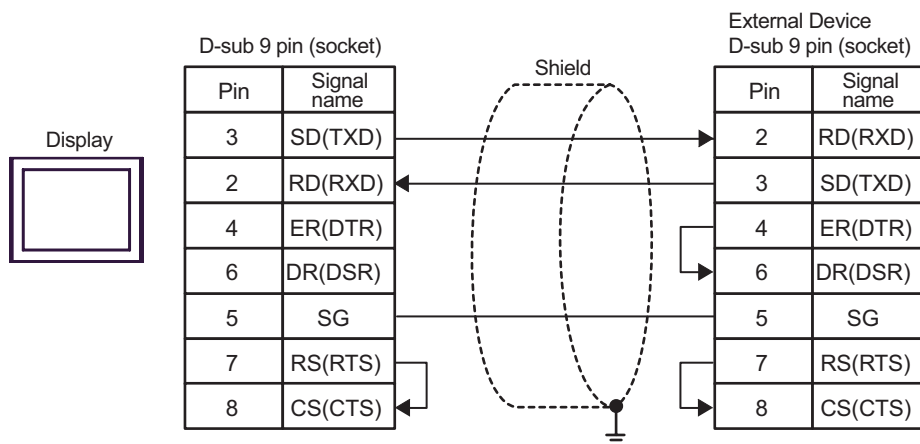 External Device
D-sub 9 pin (socket)
D-sub 9 pin (socket)
Shield
Display
Pin Signal name
3 SD(TXD)
2 RD(RXD)
4 ER(DTR)
6 DR(DSR)
5 SG
7 RS(RTS)
8 CS(CTS)
Pin Signal name
2 RD(RXD)
3 SD(TXD)
4 ER(DTR)
6 DR(DSR)
5 SG
7 RS(RTS)
8 CS(CTS)